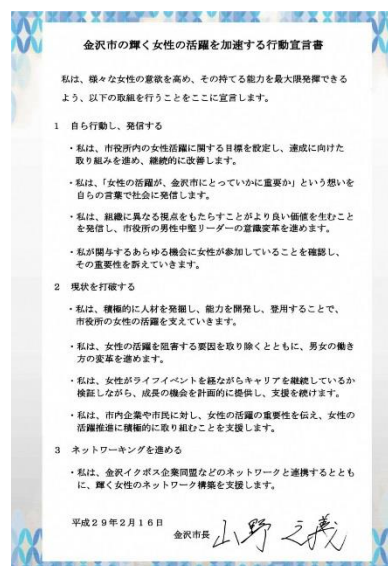 金沢市の輝く女性の活躍を加速する行動宣言書
私は、様々な女性の意欲を高め、その持てる能力を最大限発揮できる
よう、以下の取組を行うことをここに宣言します。
1 自ら行動し、発信する
・私は、市役所内の女性活躍に関する目標を設定し、達成に向けた
取り組みを進め、継続的に改善します。
・私は、「女性の活躍が、金沢市にとっていかに重要か」という想いを
自らの言葉で社会に発信します。
・私は、組織に異なる視点をもたらすことがより良い価値を生むこと
を発信し、市役所の男性中堅リーダーの意識変革を進めます。
・私が関与するあらゆる機会に女性が参加していることを確認し、
その重要性を訴えていきます。
2 現状を打破する
・私は、積極的に人材を発掘し、能力を開発し、登用することで、
市役所の女性の活躍を支えていきます。
・私は、女性の活躍を阻害する要因を取り除くとともに、男女の働き
方の変革を進めます。
・私は、女性がライフイベントを経ながらキャリアを継続しているか
検証しながら、成長の機会を計画的に提供し、支援を続けます。
・私は、市内企業や市民に対し、女性の活躍の重要性を伝え、女性の
活躍推進に積極的に取り組むことを支援します。
3 ネットワーキングを進める
・私は、金沢イクボス企業同盟などのネットワークと連携するととも
に、輝く女性のネットワーク構築を支援します。
平成29年2月16日
金沢市長 山野之義